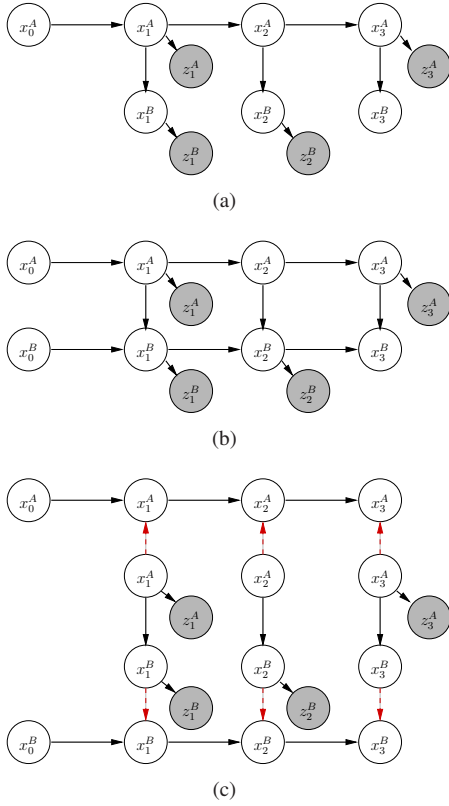 x_0^A x_1^A x_2^A x_3^A
z_1^A z_3^A
x_1^B x_2^B x_3^B
z_1^B z_2^B
(a)
x_0^A x_1^A x_2^A x_3^A
z_1^A z_3^A
x_0^B x_1^B x_2^B x_3^B
z_1^B z_2^B
(b)
x_0^A x_1^A x_2^A x_3^A
x_1^A x_2^A x_3^A
z_1^A z_3^A
x_1^B x_2^B x_3^B
z_1^B z_2^B
x_0^B x_1^B x_2^B x_3^B
(c)